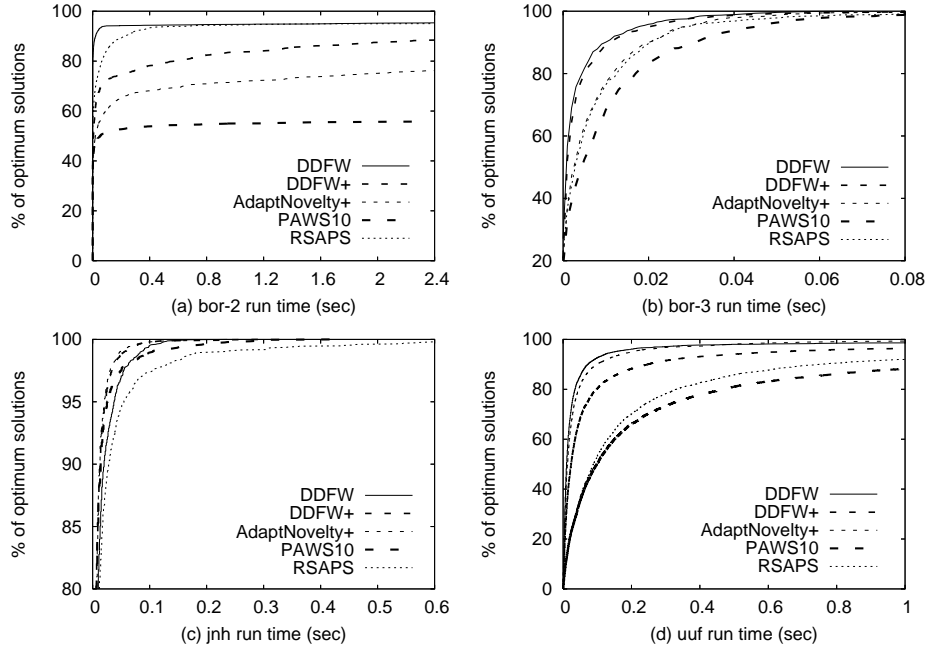 % of optimum solutions
100
80
60
40
20
0
DDFW
DDFW+
AdaptNovelty+
PAWS10
RSAPS
0 0.4 0.8 1.2 1.6 2 2.4
(a) bor-2 run time (sec)
% of optimum solutions
100
90
80
70
60
50
40
30
20
DDFW
DDFW+
AdaptNovelty+
PAWS10
RSAPS
0 0.02 0.04 0.06 0.08
(b) bor-3 run time (sec)
% of optimum solutions
100
95
90
85
80
DDFW
DDFW+
AdaptNovelty+
PAWS10
RSAPS
0 0.1 0.2 0.3 0.4 0.5 0.6
(c) jnh run time (sec)
% of optimum solutions
100
80
60
40
20
0
DDFW
DDFW+
AdaptNovelty+
PAWS10
RSAPS
0 0.2 0.4 0.6 0.8 1
(d) uuf run time (sec)